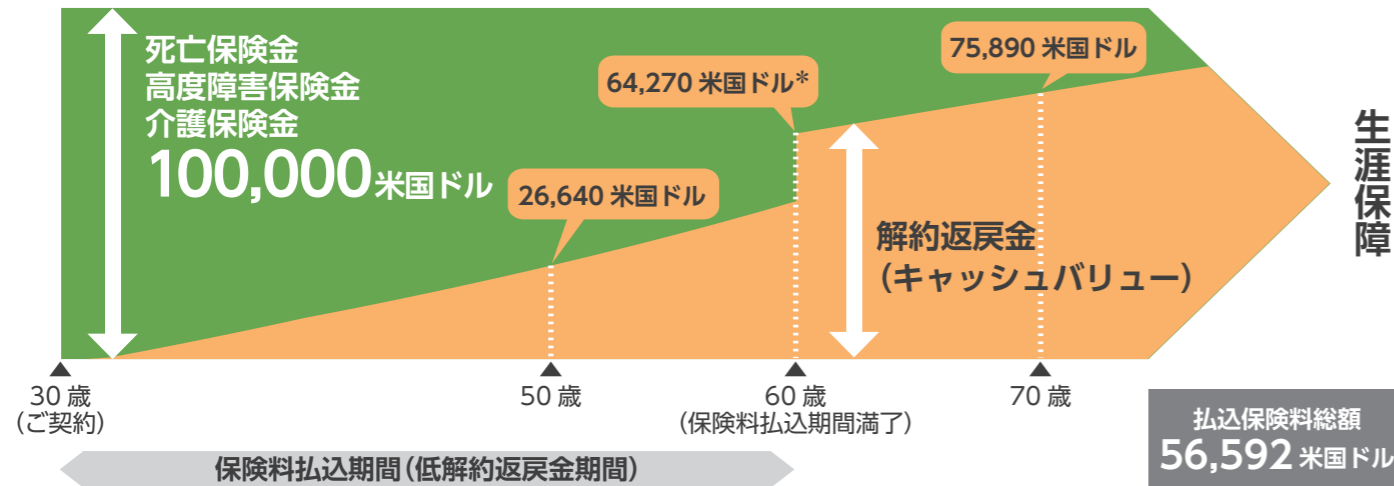 死亡保険金
高度障害保険金
介護保険金
100,000米国ドル
26,640 米国ドル
64,270 米国ドル*
75,890 米国ドル
解約返戻金
（キャッシュバリュー）
生涯保障
30 歳
（ご契約）
50 歳
60 歳
（保険料払込期間満了）
70 歳
保険料払込期間（低解約返戻金期間）
払込保険料総額
56,592 米国ドル